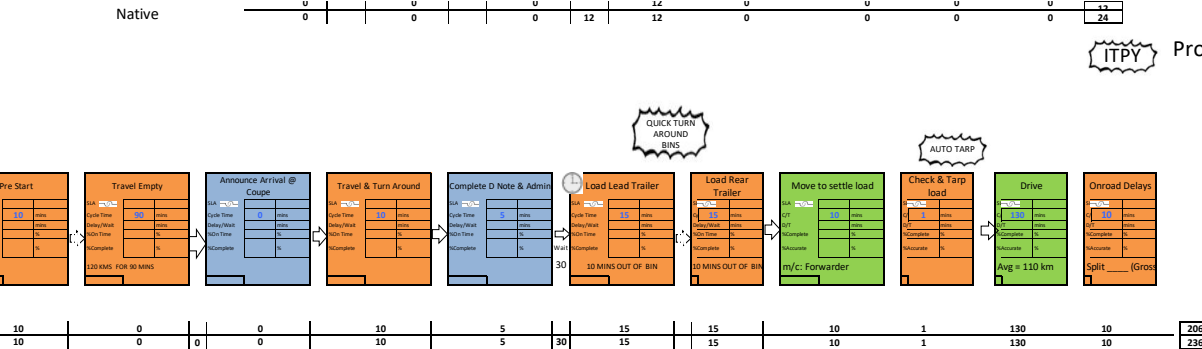 0 0 0 12 0 0 0 0 12
Native
0 0 0 12 12 0 0 0 0 24
ITPY
Pro
QUICK TURN
AROUND
BINS
AUTO TARP
Pre Start
10 mins
mins
%
%
Travel Empty
SLA
Cycle Time 90 mins
Delay/Wait mins
%On Time %
%Complete %
120 KMS FOR 90 MINS
Announce Arrival @
Coupe
SLA
Cycle Time 0 mins
Delay/Wait mins
%On Time %
%Complete %
Travel & Turn Around
SLA
Cycle Time 10 mins
Delay/Wait mins
%On Time %
%Complete %
Complete D Note & Admin
SLA
Cycle Time 5 mins
Delay/Wait mins
%On Time %
%Complete %
Wait
30
Load Lead Trailer
SLA
Cycle Time 15 mins
Delay/Wait mins
%On Time %
%Complete %
10 MINS OUT OF BIN
Load Rear
Trailer
15 mins
Delay/Wait mins
%On Time %
%Complete %
10 MINS OUT OF BIN
Move to settle load
SLA
C/T 10 mins
D/T mins
%Complete %
%Accurate %
m/c: Forwarder
Check & Tarp
load
1 mins
D/T mins
%Complete %
%Accurate %
Drive
130 mins
D/T mins
%Complete %
%Accurate %
Avg = 110 km
Onroad Delays
10 mins
D/T mins
%Complete %
%Accurate %
Split ____ (Gross
10 0 0 10 5 15 15 10 1 130 10 206
10 0 0 0 10 5 30 15 15 10 1 130 10 236